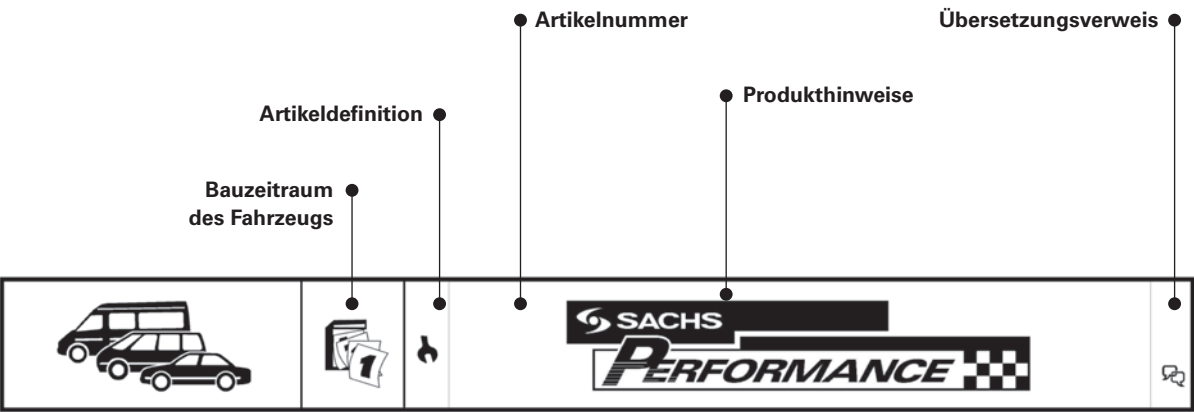 Artikelnummer
Übersetzungsverweis
Produkthinweise
Artikeldefinition
Bauzeitraum
des Fahrzeugs
1
SACHS
PERFORMANCE